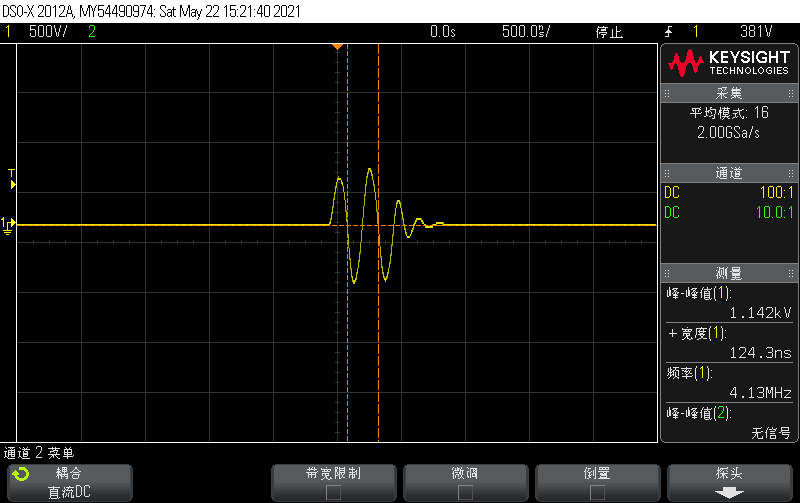 DSO-X 2012A, MY54490974: Sat May 22 15:21:40 2021
1 500V/ 2 0.0s 500.0ns/ 停止 1 381V
KEYSIGHT
TECHNOLOGIES
采集
平均模式: 16
2.00GSa/s
通道
DC 100:1
DC 10.0:1
测量
峰-峰值(1):
1.142kV
+宽度(1):
124.3ns
频率(1):
4.13MHz
峰-峰值(2):
无信号
T
1
通道 2 菜单
耦合
直流DC
带宽限制
微调
倒置
探头